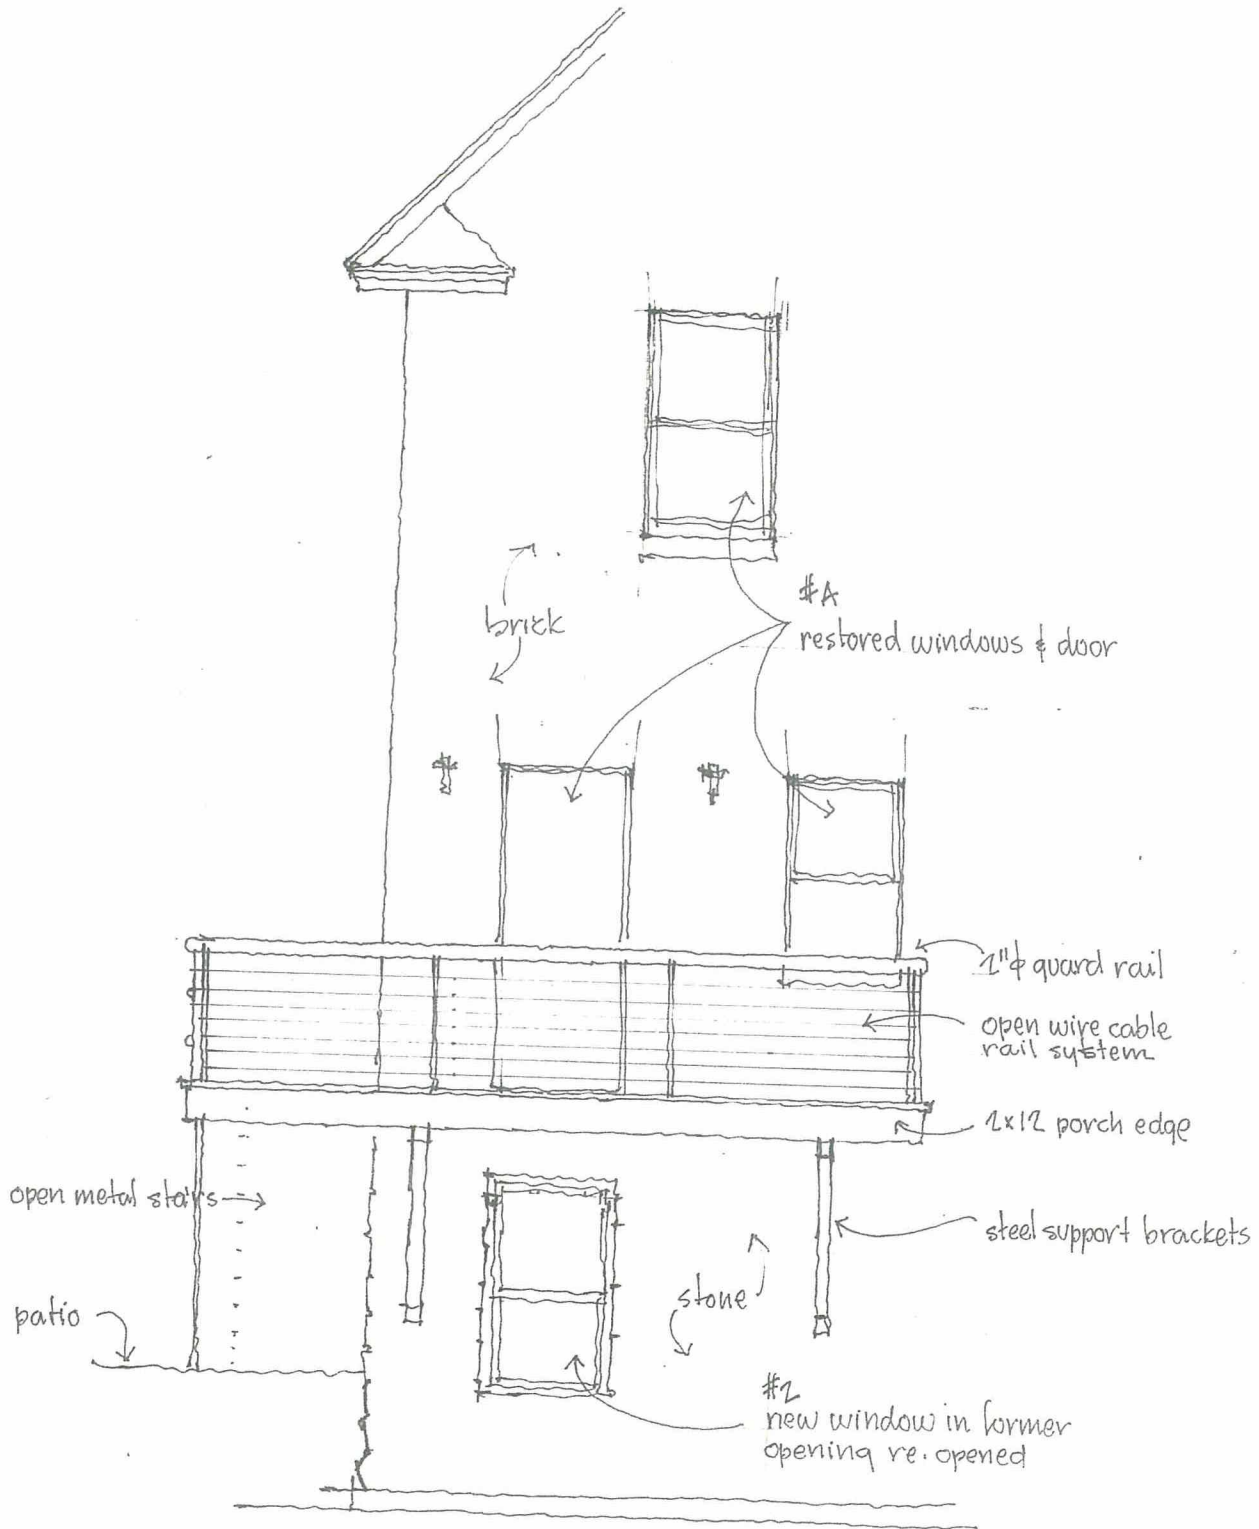 #A
restored windows & door
brick
2"ϕ guard rail
open wire cable
rail system
2x12 porch edge
open metal stairs
steel support brackets
stone
patio
#2
new window in former
opening re.opened